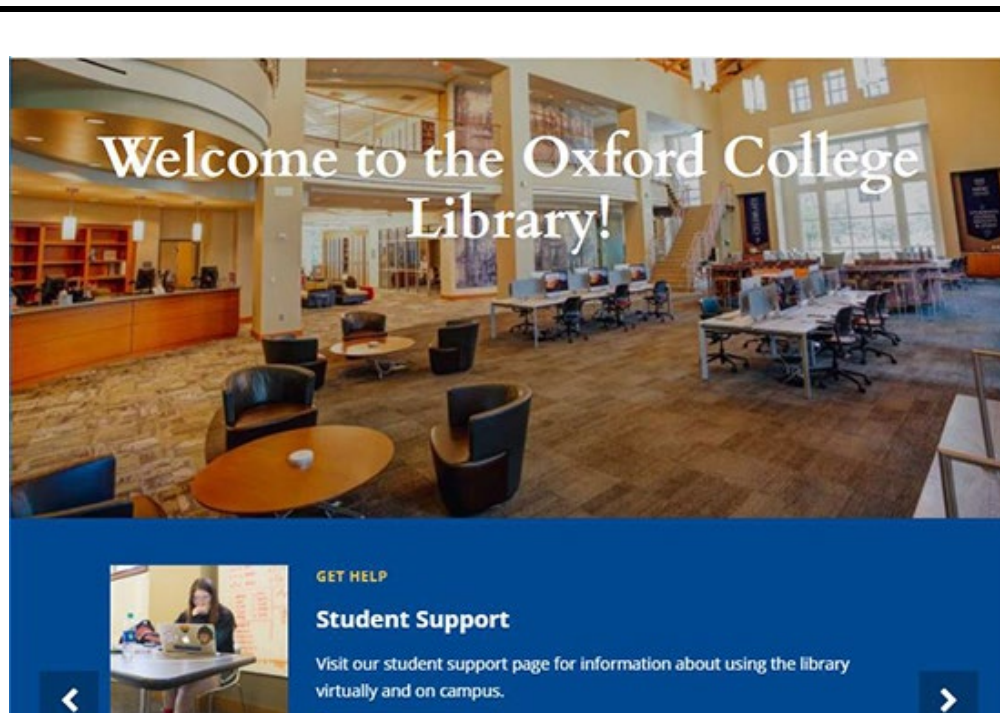 Welcome to the Oxford College
Library!
GET HELP
Student Support
Visit our student support page for information about using the library
virtually and on campus.